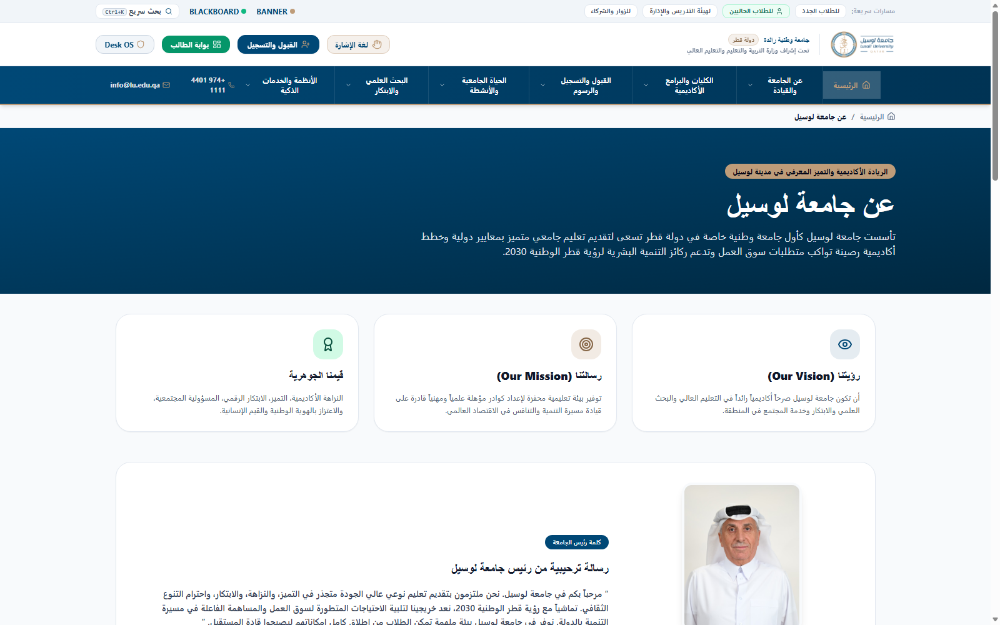 مسارات سريعة:
للطلاب الجدد
للطلاب الحاليين
لهيئة التدريس والإدارة
للزوار والشركاء
BANNER
BLACKBOARD
بحث سريع Ctrl+K
جامعة لوسيل
Lusail University
QATAR
جامعة وطنية رائدة
دولة قطر
تحت إشراف وزارة التربية والتعليم والتعليم العالي
لغة الإشارة
القبول والتسجيل
بوابة الطالب
Desk OS
الرئيسية
عن الجامعة
والقيادة
الكليات والبرامج
الأكاديمية
القبول والتسجيل
والرسوم
الحياة الجامعية
والأنشطة
البحث العلمي
والابتكار
الأنظمة والخدمات
الذكية
+974 4401
1111
info@lu.edu.qa
الرئيسية / عن جامعة لوسيل
الريادة الأكاديمية والتميز المعرفي في مدينة لوسيل
عن جامعة لوسيل
تأسست جامعة لوسيل كأول جامعة وطنية خاصة في دولة قطر تسعى لتقديم تعليم جامعي متميز بمعايير دولية وخطط
أكاديمية رصينة تواكب متطلبات سوق العمل وتدعم ركائز التنمية البشرية لرؤية قطر الوطنية 2030.
رؤيتنا (Our Vision)
أن تكون جامعة لوسيل صرحاً أكاديمياً رائداً في التعليم العالي والبحث
العلمي والابتكار وخدمة المجتمع في المنطقة.
رسالتنا (Our Mission)
توفير بيئة تعليمية محفزة لإعداد كوادر مؤهلة علمياً ومهنياً قادرة على
قيادة مسيرة التنمية والتنافس في الاقتصاد العالمي.
قيمنا الجوهرية
النزاهة الأكاديمية، التميز، الابتكار الرقمي، المسؤولية المجتمعية،
والاعتزاز بالهوية الوطنية والقيم الإنسانية.
كلمة رئيس الجامعة
رسالة ترحيبية من رئيس جامعة لوسيل
“ مرحباً بكم في جامعة لوسيل. نحن ملتزمون بتقديم تعليم نوعي عالي الجودة متجذر في التميز، والنزاهة، والابتكار، واحترام التنوع
الثقافي. تماشياً مع رؤية قطر الوطنية 2030، نعد خريجينا لتلبية الاحتياجات المتطورة لسوق العمل والمساهمة الفاعلة في مسيرة
التنمية بالدولة. نوفر في جامعة لوسيل بيئة ملهمة تمكن الطلاب من إطلاق كامل إمكاناتهم ليصبحوا قادة المستقبل. ”